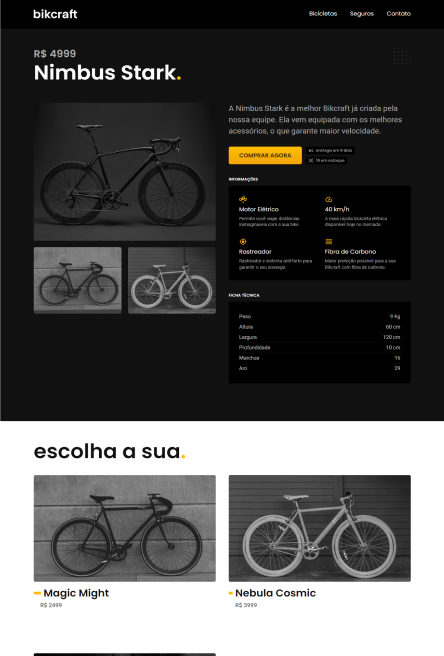 bikcraft
Bicicletas Seguros Contato
R$ 4999
Nimbus Stark.
A Nimbus Stark é a melhor Bikcraft já criada pela
nossa equipe. Ela vem equipada com os melhores
acessórios, o que garante maior velocidade.
COMPRAR AGORA
entrega em 9 dias
18 em estoque
INFORMAÇÕES
Motor Elétrico
Permite você viajar distâncias
inimagináveis com a sua bike.
40 km/h
A mais rápida bicicleta elétrica
disponível hoje no mercado.
Rastreador
Rastreador e sistema anti-furto para
garantir o seu sossego.
Fibra de Carbono
Maior proteção possível para a sua
Bikcraft com fibra de carbono.
FICHA TÉCNICA
Peso 9 Kg
Altura 60 cm
Largura 120 cm
Profundidade 10 cm
Marchas 16
Aro 29
escolha a sua.
Magic Might
R$ 2499
Nebula Cosmic
R$ 3999